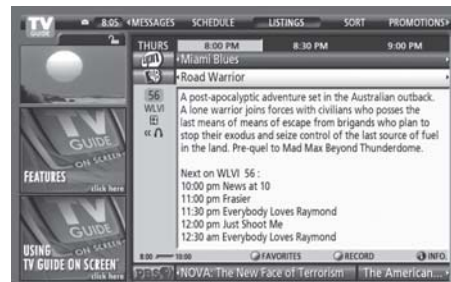 TV
GUIDE
8:05
MESSAGES
SCHEDULE
LISTINGS
SORT
PROMOTIONS
THURS
8:00 PM
8:30 PM
9:00 PM
upn
Miami Blues
Road Warrior
56
WLVI
A post-apocalyptic adventure set in the Australian outback.
A lone warrior joins forces with civilians who posses the
last means of means of escape from brigands who plan to
stop their exodus and seize control of the last source of fuel
in the land. Pre-quel to Mad Max Beyond Thunderdome.
Next on WLVI 56 :
10:00 pm News at 10
11:00 pm Frasier
11:30 pm Everybody Loves Raymond
12:00 pm Just Shoot Me
12:30 am Everybody Loves Raymond
8:00
10:00
FAVORITES
RECORD
INFO.
PBS
NOVA: The New Face of Terrorism
The American...
TV
GUIDE
ON SCREEN
FEATURES
click here
TV
GUIDE
ON SCREEN
USING
TV GUIDE ON SCREEN
click here